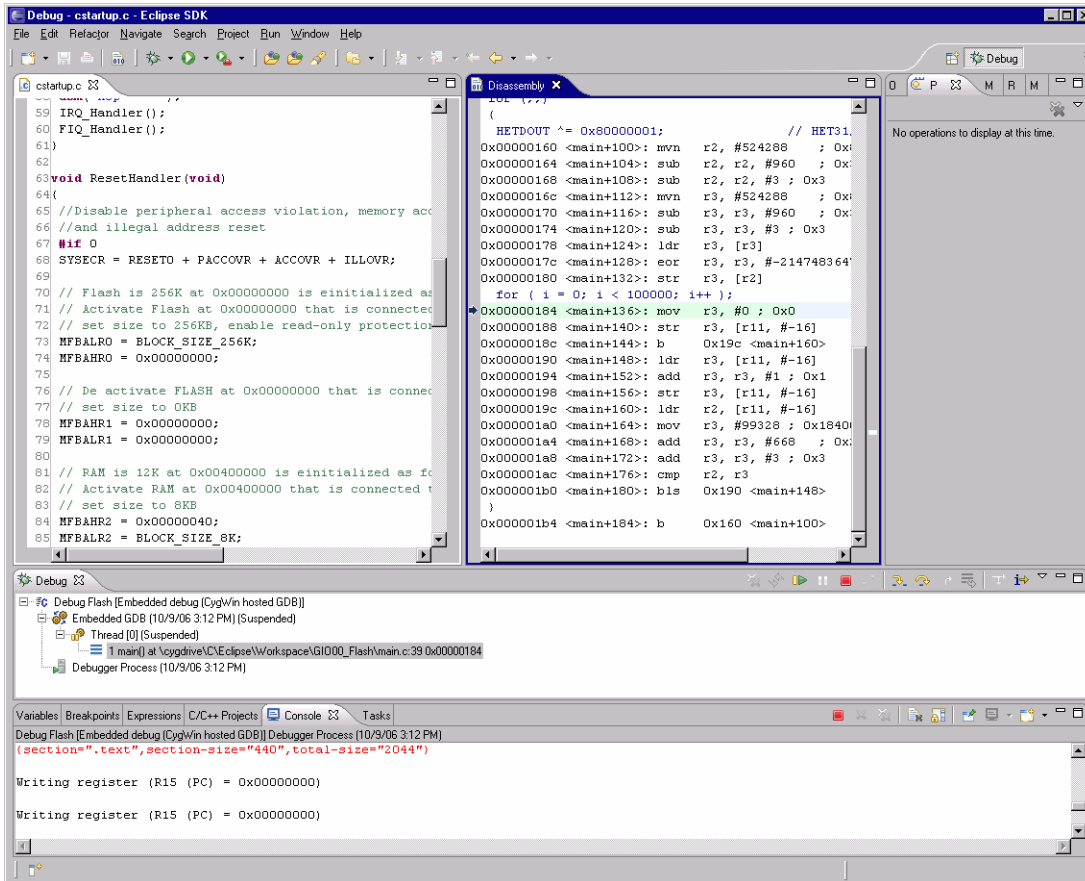 Debug - cstartup.c - Eclipse SDK
File Edit Refactor Navigate Search Project Run Window Help
Debug
cstartup.c
59 IRQ_Handler();
60 FIQ_Handler();
61 }
62
63 void ResetHandler(void)
64 {
65 //Disable peripheral access violation, memory acc
66 //and illegal address reset
67 #if 0
68 SYSECR = RESET0 + PACCOVR + ACCOVR + ILLOVR;
69
70 // Flash is 256K at 0x00000000 is einitialized as
71 // Activate Flash at 0x00000000 that is connected
72 // set size to 256KB, enable read-only protection
73 MFBALR0 = BLOCK_SIZE_256K;
74 MFBAHR0 = 0x00000000;
75
76 // De activate FLASH at 0x00000000 that is connec
77 // set size to 0KB
78 MFBAHR1 = 0x00000000;
79 MFBALR1 = 0x00000000;
80
81 // RAM is 12K at 0x00400000 is einitialized as fo
82 // Activate RAM at 0x00400000 that is connected t
83 // set size to 8KB
84 MFBAHR2 = 0x00000040;
85 MFBALR2 = BLOCK_SIZE_8K;
Disassembly
for (;;)
{
HETDOUT ^= 0x80000001; // HET31
0x00000160 <main+100>: mvn r2, #524288 ; 0x
0x00000164 <main+104>: sub r2, r2, #960 ; 0x
0x00000168 <main+108>: sub r2, r2, #3 ; 0x3
0x0000016c <main+112>: mvn r3, #524288 ; 0x
0x00000170 <main+116>: sub r3, r3, #960 ; 0x
0x00000174 <main+120>: sub r3, r3, #3 ; 0x3
0x00000178 <main+124>: ldr r3, [r3]
0x0000017c <main+128>: eor r3, r3, #-214748364
0x00000180 <main+132>: str r3, [r2]
for ( i = 0; i < 100000; i++ );
0x00000184 <main+136>: mov r3, #0 ; 0x0
0x00000188 <main+140>: str r3, [r11, #-16]
0x0000018c <main+144>: b 0x19c <main+160>
0x00000190 <main+148>: ldr r3, [r11, #-16]
0x00000194 <main+152>: add r3, r3, #1 ; 0x1
0x00000198 <main+156>: str r3, [r11, #-16]
0x0000019c <main+160>: ldr r2, [r11, #-16]
0x000001a0 <main+164>: mov r3, #99328 ; 0x1840
0x000001a4 <main+168>: add r3, r3, #668 ; 0x
0x000001a8 <main+172>: add r3, r3, #3 ; 0x3
0x000001ac <main+176>: cmp r2, r3
0x000001b0 <main+180>: bls 0x190 <main+148>
}
0x000001b4 <main+184>: b 0x160 <main+100>
O P M R M
No operations to display at this time.
Debug
Debug Flash [Embedded debug (CygWin hosted GDB)]
Embedded GDB (10/9/06 3:12 PM) (Suspended)
Thread [0] (Suspended)
1 main() at \cygdrive\C\Eclipse\Workspace\GIO00_Flash\main.c:39 0x00000184
Debugger Process (10/9/06 3:12 PM)
Variables Breakpoints Expressions C/C++ Projects Console Tasks
Debug Flash [Embedded debug (CygWin hosted GDB)] Debugger Process (10/9/06 3:12 PM)
(section=".text",section-size="440",total-size="2044")
Writing register (R15 (PC) = 0x00000000)
Writing register (R15 (PC) = 0x00000000)